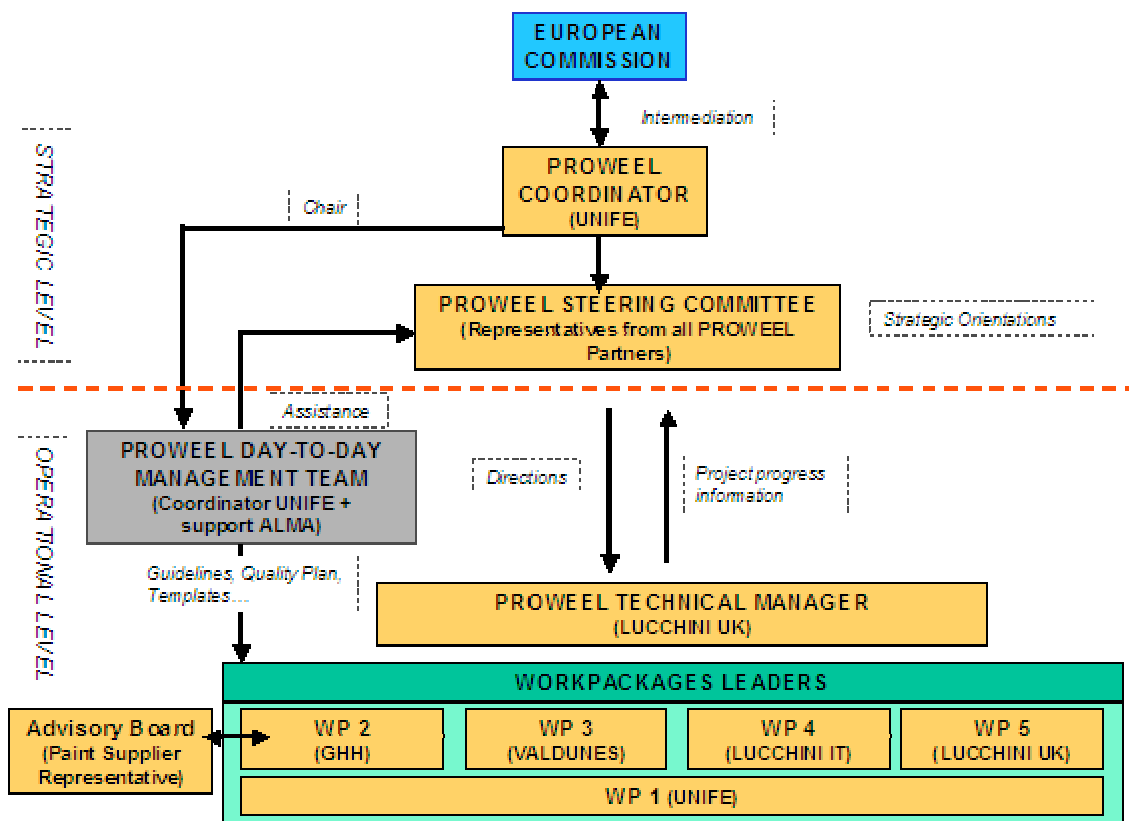 EUROPEAN
COMMISSION
Intermediation
STRATEGIC LEVEL
PROWEEL
COORDINATOR
(UNIFE)
Chair
PROWEEL STEERING COMMITTEE
(Representatives from all PROWEEL
Partners)
Strategic Orientations
Assistance
OPERATIONAL LEVEL
PROWEEL DAY-TO-DAY
MANAGEMENT TEAM
(Coordinator UNIFE +
support ALMA)
Directions
Project progress
information
Guidelines, Quality Plan,
Templates....
PROWEEL TECHNICAL MANAGER
(LUCCHINI UK)
WORKPACKAGES LEADERS
Advisory Board
(Paint Supplier
Representative)
WP 2
(GHH)
WP 3
(VALDUNES)
WP 4
(LUCCHINI IT)
WP 5
(LUCCHINI UK)
WP 1 (UNIFE)